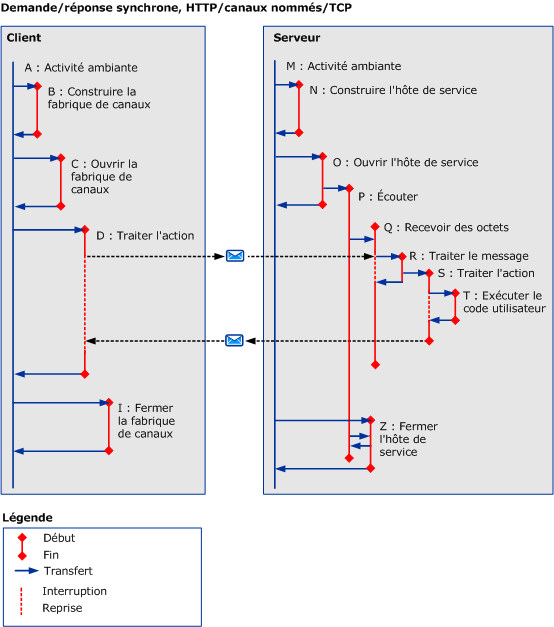 Demande/réponse synchrone, HTTP/canaux nommés/TCP
Client
A : Activité ambiante
B : Construire la
fabrique de canaux
C : Ouvrir la
fabrique de
canaux
D : Traiter l'action
I : Fermer
la fabrique
de canaux
Serveur
M : Activité ambiante
N : Construire l'hôte de service
O : Ouvrir l'hôte de service
P : Écouter
Q : Recevoir des octets
R : Traiter le message
S : Traiter l'action
T : Exécuter le
code utilisateur
Z : Fermer
l'hôte de
service
Légende
Début
Fin
Transfert
Interruption
Reprise